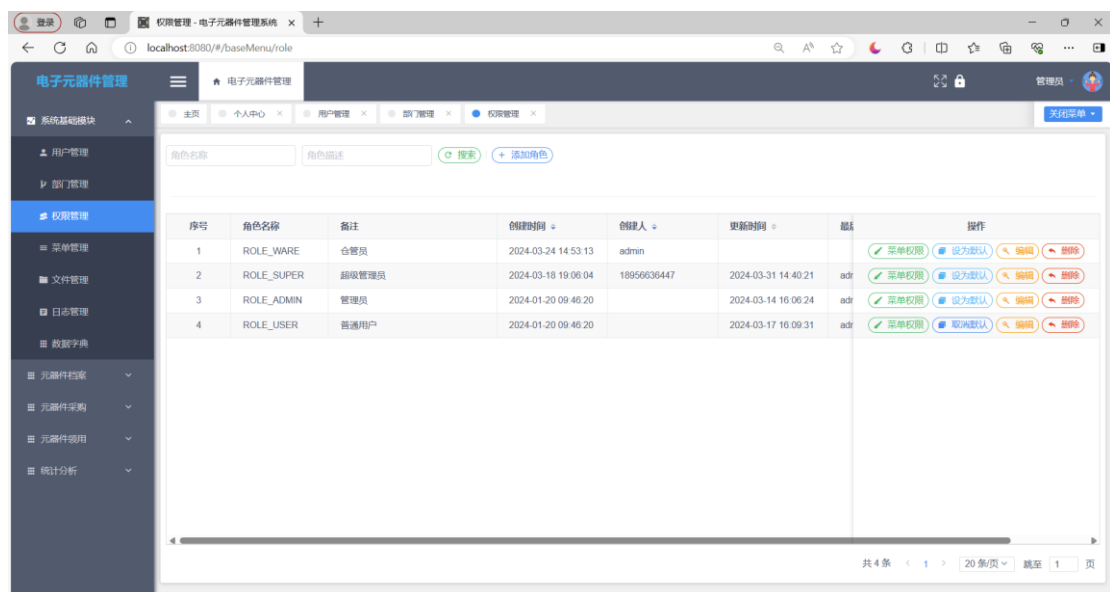 登录
权限管理 - 电子元器件管理系统
localhost:8080/#/baseMenu/role
电子元器件管理
电子元器件管理
管理员
系统基础模块
主页 个人中心 用户管理 部门管理 权限管理
关闭菜单
用户管理
部门管理
权限管理
菜单管理
文件管理
日志管理
数据字典
元器件档案
元器件采购
元器件领用
统计分析
角色名称 角色描述 搜索 + 添加角色
序号 角色名称 备注 创建时间 创建人 更新时间 最后 操作
1 ROLE_WARE 仓管员 2024-03-24 14:53:13 admin 菜单权限 设为默认 编辑 删除
2 ROLE_SUPER 超级管理员 2024-03-18 19:06:04 18956636447 2024-03-31 14:40:21 adr 菜单权限 设为默认 编辑 删除
3 ROLE_ADMIN 管理员 2024-01-20 09:46:20 2024-03-14 16:06:24 adr 菜单权限 设为默认 编辑 删除
4 ROLE_USER 普通用户 2024-01-20 09:46:20 2024-03-17 16:09:31 adr 菜单权限 取消默认 编辑 删除
共 4 条 < 1 > 20 条/页 跳至 1 页